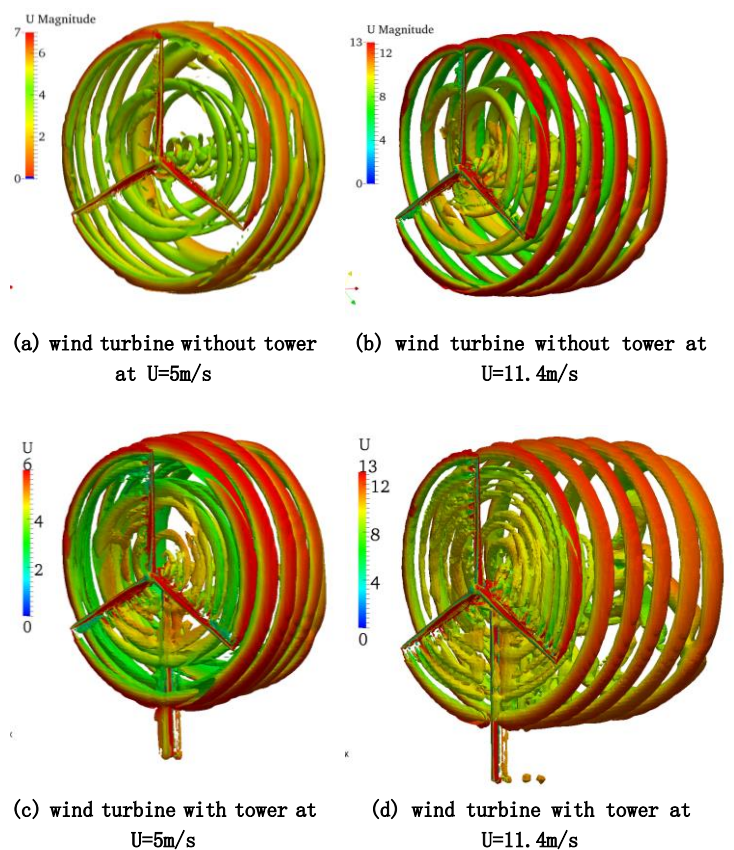 U Magnitude
7
6
4
2
0
U Magnitude
13
12
8
4
0
(a) wind turbine without tower
at U=5m/s
(b) wind turbine without tower at
U=11.4m/s
U
6
4
2
0
U
13
12
8
4
0
K
(c) wind turbine with tower at
U=5m/s
(d) wind turbine with tower at
U=11.4m/s